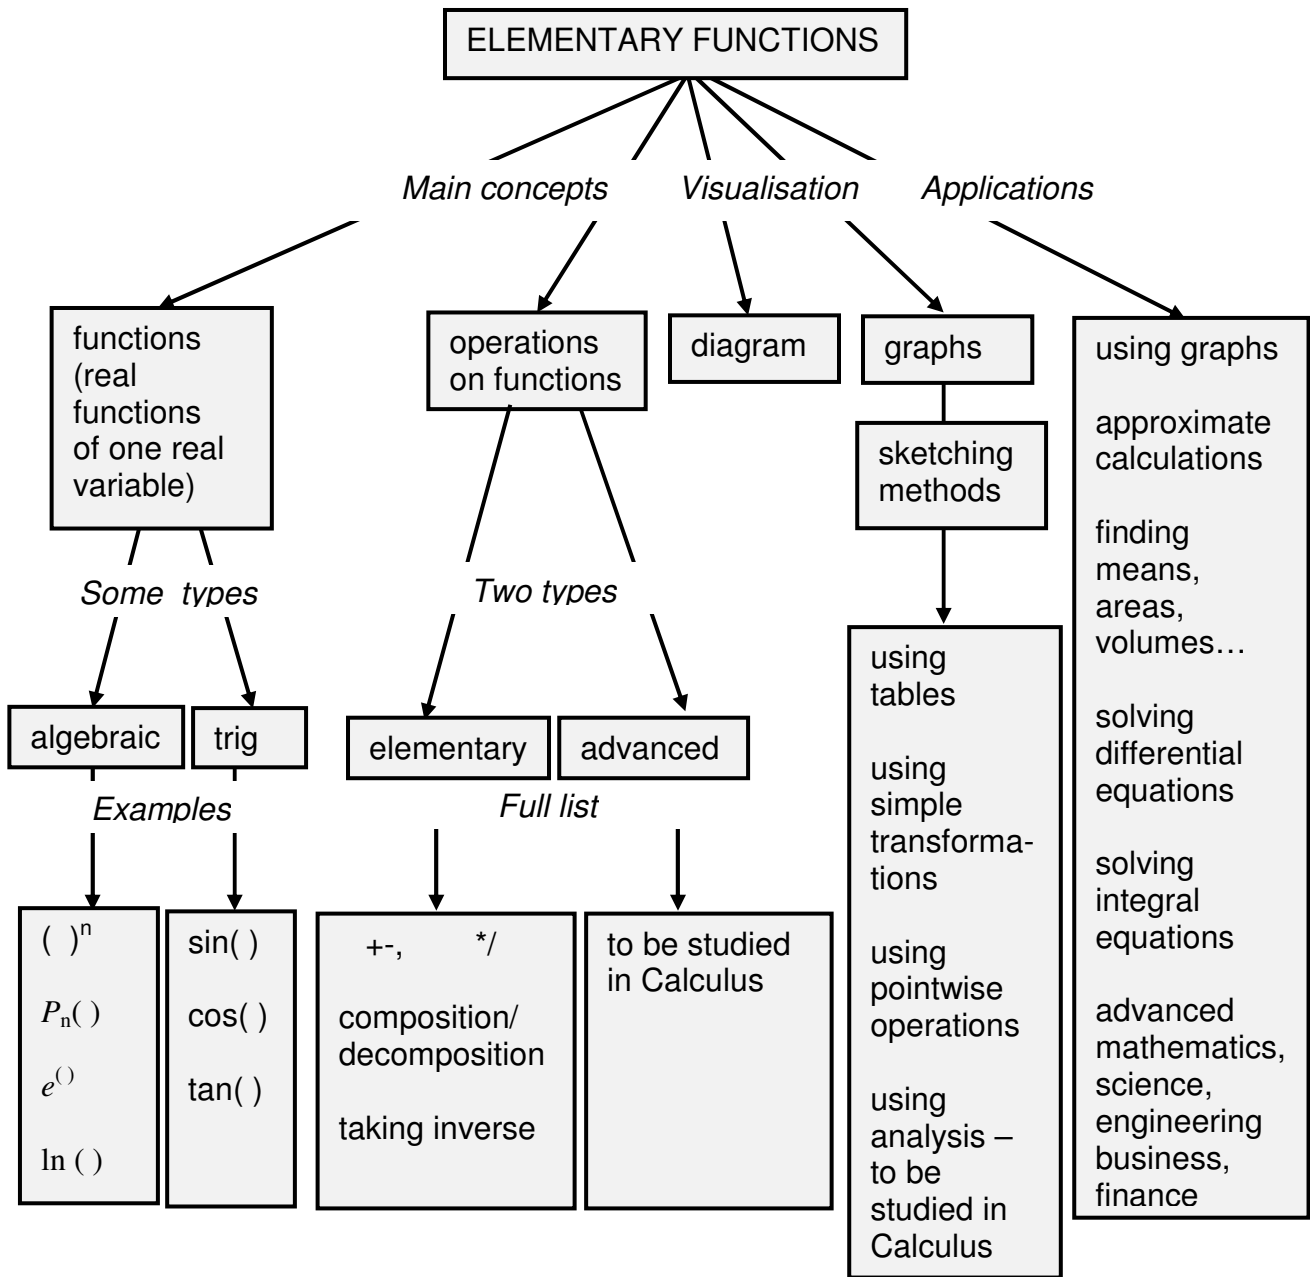 ELEMENTARY FUNCTIONS
Main concepts
Visualisation
Applications
functions
(real
functions
of one real
variable)
operations
on functions
diagram
graphs
sketching
methods
using graphs
approximate
calculations
finding
means,
areas,
volumes…
solving
differential
equations
solving
integral
equations
advanced
mathematics,
science,
engineering
business,
finance
Some types
Two types
algebraic
trig
elementary
advanced
Examples
Full list
( )ⁿ
Pₙ( )
e⁽ ⁾
ln ( )
sin( )
cos( )
tan( )
+-, */
composition/
decomposition
taking inverse
to be studied
in Calculus
using
tables
using
simple
transforma-
tions
using
pointwise
operations
using
analysis –
to be
studied in
Calculus